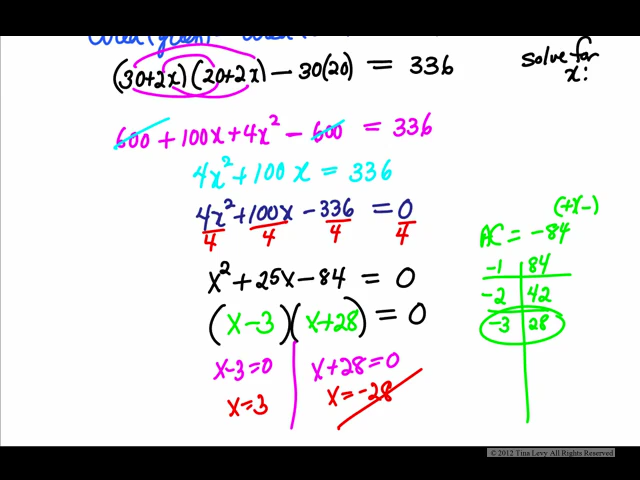 (30+2x)(20+2x) - 30(20) = 336
solve for
x:
600 + 100x + 4x² - 600 = 336
4x² + 100x = 336
4x² + 100x - 336 = 0
4 4 4 4
x² + 25x - 84 = 0
(x-3)(x+28) = 0
x-3=0 x+28=0
x=3 x=-28
(+)(-)
AC = -84
-1 84
-2 42
-3 28
© 2012 Tina Levy All Rights Reserved